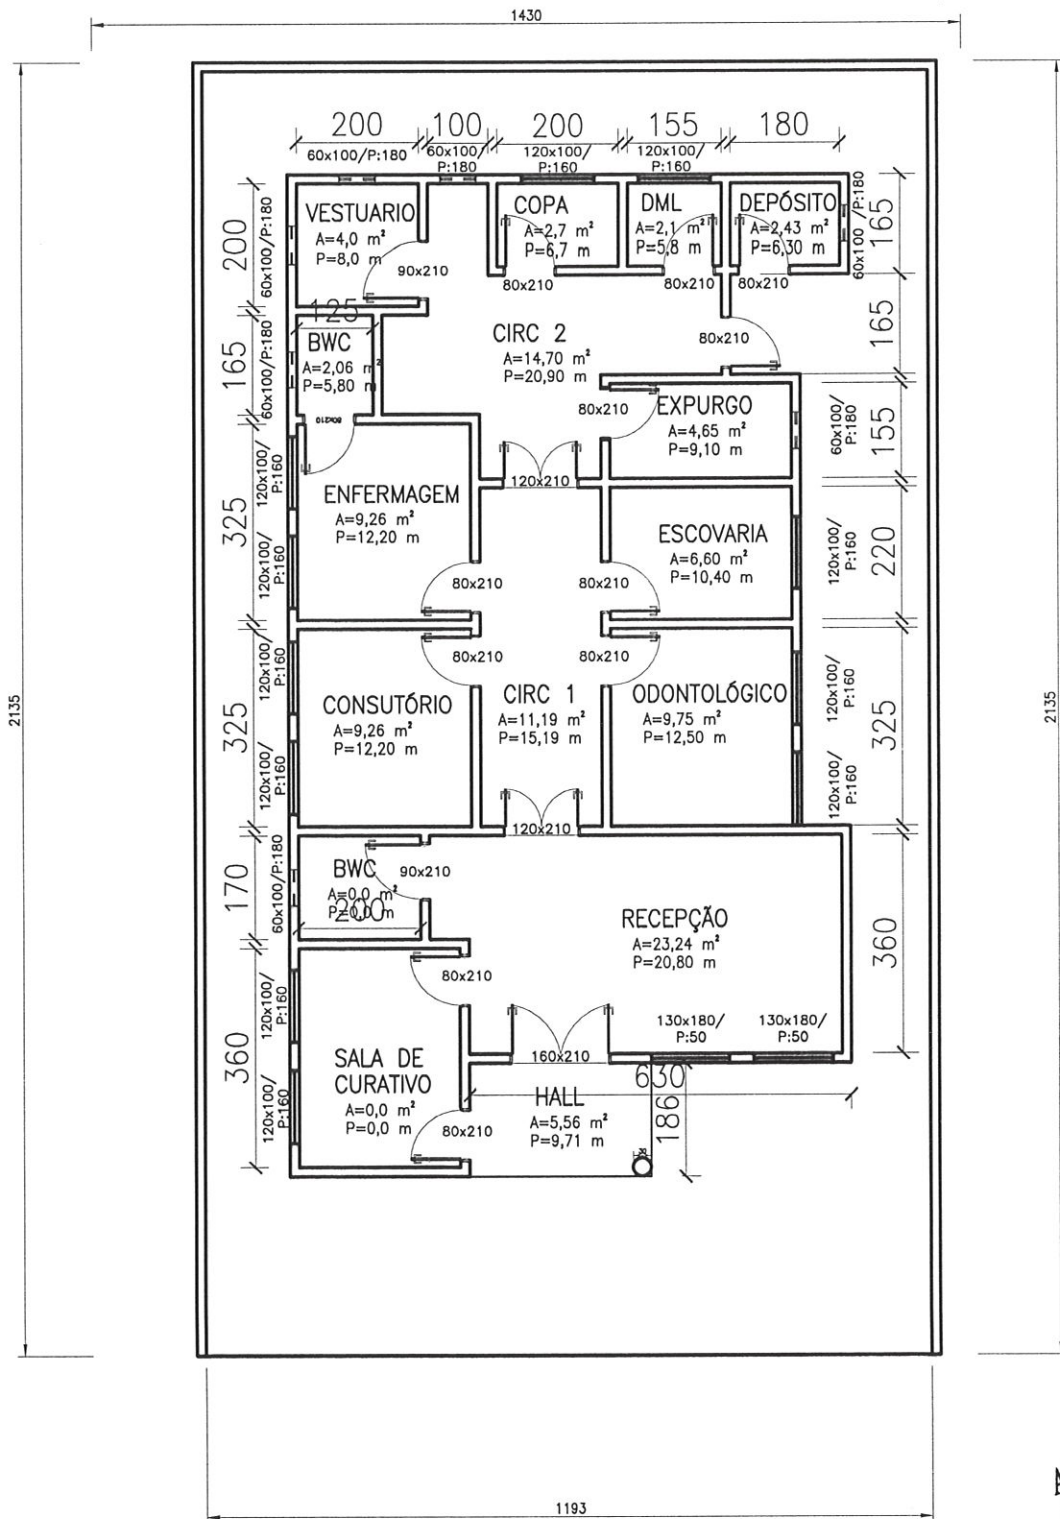 1430
200
100
200
155
180
60x100/P:180
60x100/
P:180
120x100/
P:160
120x100/
P:160
60x100 /P:180
165
200
60x100/P:180
VESTUARIO
A=4,0 m²
P=8,0 m
90x210
COPA
A=2,7 m²
P=6,7 m
80x210
DML
A=2,1 m²
P=5,8 m
80x210
DEPÓSITO
A=2,43 m²
P=6,30 m
80x210
165
165
60x100/P:180
125
BWC
A=2,06 m²
P=5,80 m
80x210
CIRC 2
A=14,70 m²
P=20,90 m
80x210
80x210
EXPURGO
A=4,65 m²
P=9,10 m
60x100/
P:180
155
120x210
325
120x100/
P:160
120x100/
P:160
ENFERMAGEM
A=9,26 m²
P=12,20 m
80x210
80x210
ESCOVARIA
A=6,60 m²
P=10,40 m
120x100/
P:160
220
325
120x100/
P:160
120x100/
P:160
CONSUTÓRIO
A=9,26 m²
P=12,20 m
80x210
CIRC 1
A=11,19 m²
P=15,19 m
80x210
ODONTOLÓGICO
A=9,75 m²
P=12,50 m
120x100/
P:160
120x100/
P:160
325
2135
2135
120x210
170
60x100/P:180
BWC
A=0,0 m²
P=0,0 m
200
90x210
RECEPÇÃO
A=23,24 m²
P=20,80 m
360
80x210
130x180/
P:50
130x180/
P:50
360
120x100/
P:160
120x100/
P:160
SALA DE
CURATIVO
A=0,0 m²
P=0,0 m
80x210
160x210
630
HALL
A=5,56 m²
P=9,71 m
186
1193